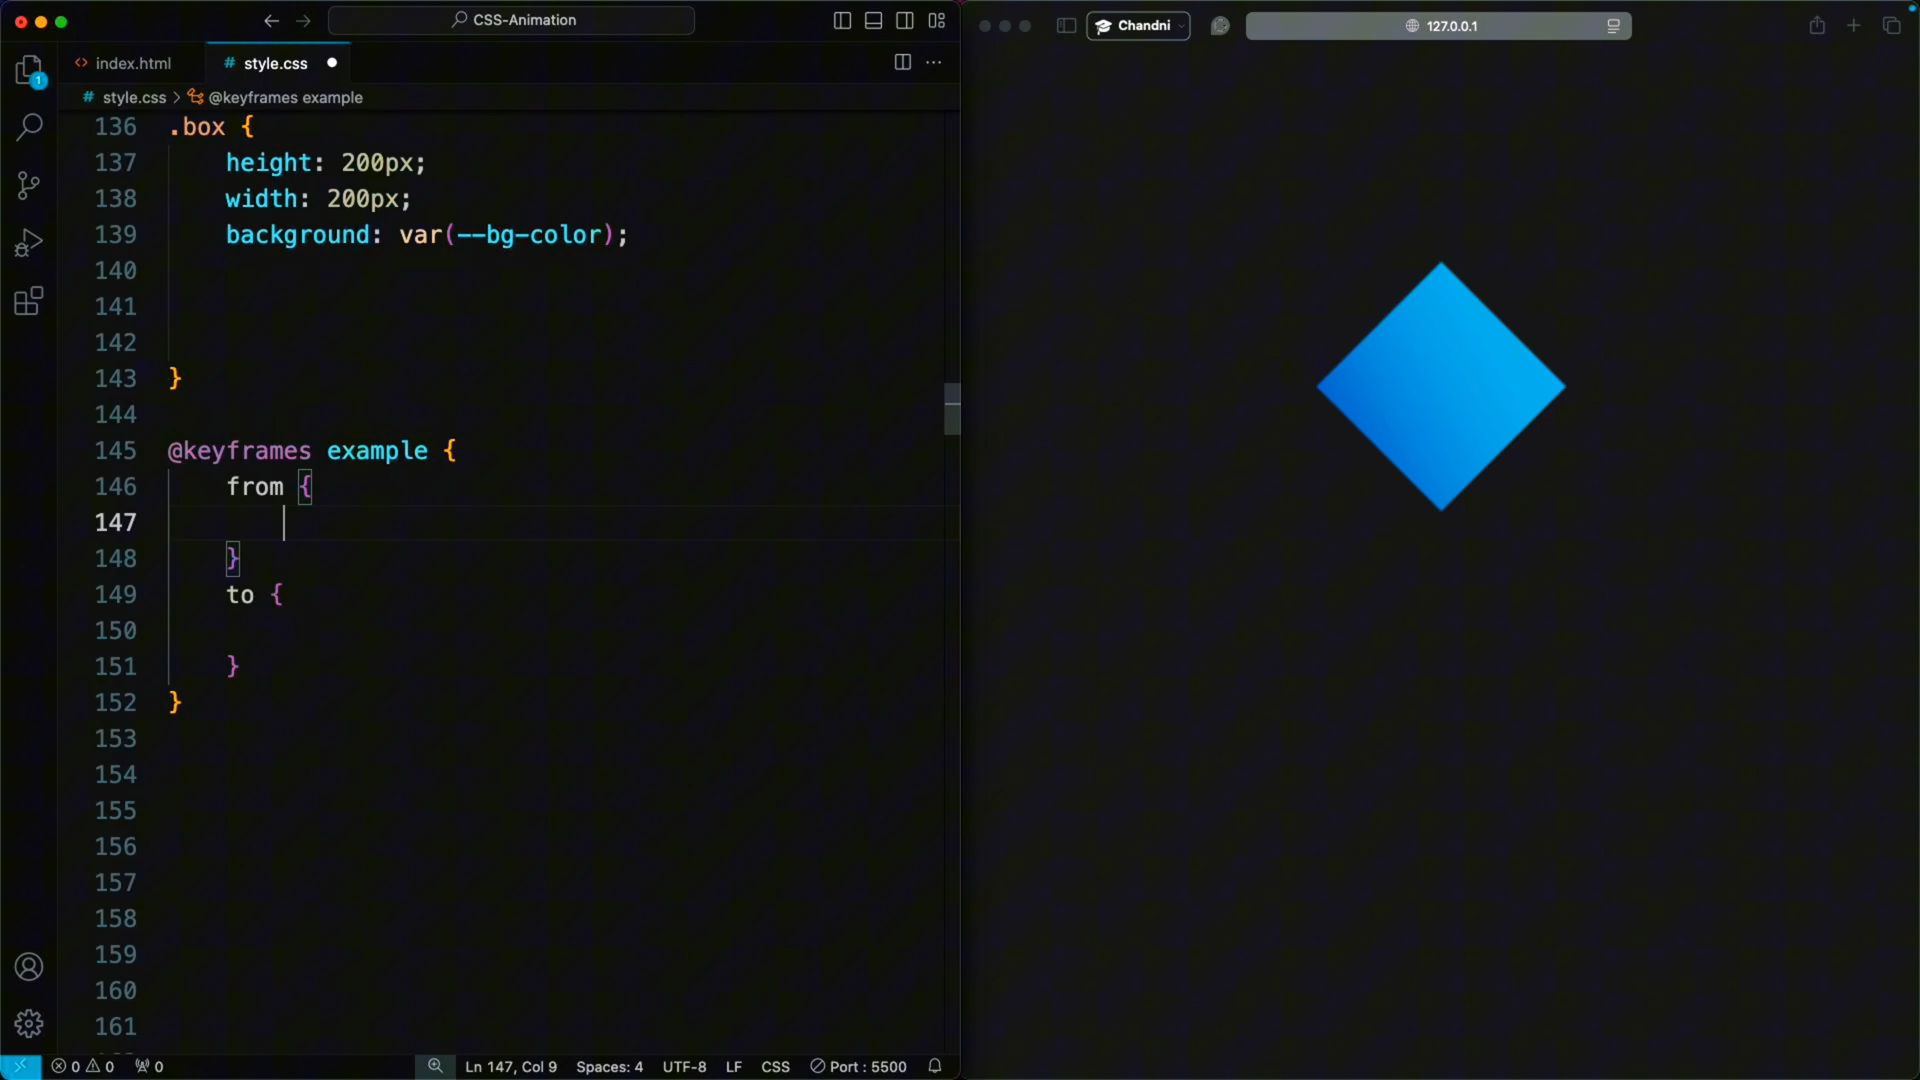 CSS-Animation
Chandni
127.0.0.1
<> index.html
# style.css
# style.css > @keyframes example
1
136 .box {
137 height: 200px;
138 width: 200px;
139 background: var(--bg-color);
140
141
142
143 }
144
145 @keyframes example {
146 from {
147
148 }
149 to {
150
151 }
152 }
153
154
155
156
157
158
159
160
161
0 0 0
Ln 147, Col 9 Spaces: 4 UTF-8 LF CSS Port : 5500